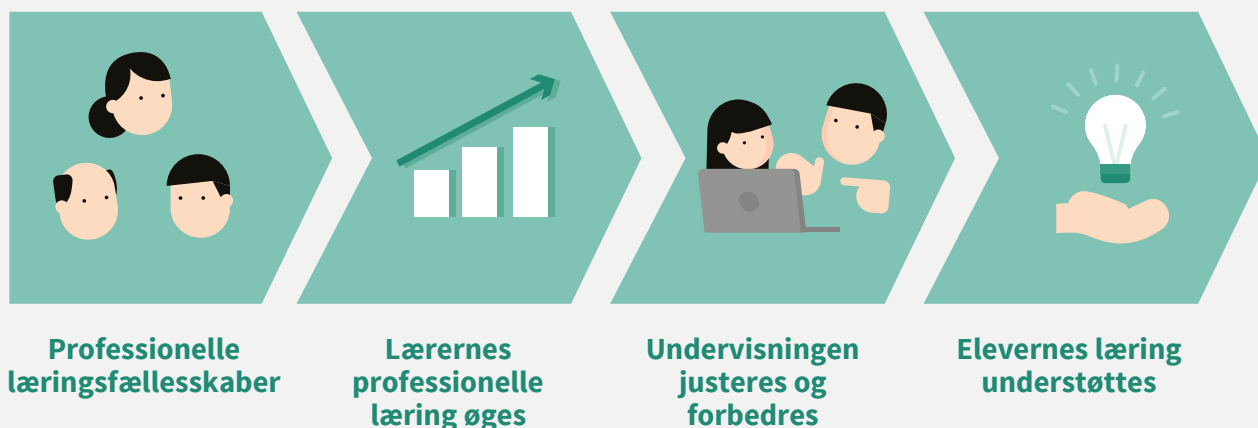 Professionelle
læringsfællesskaber
Lærernes
professionelle
læring øges
Undervisningen
justeres og
forbedres
Elevernes læring
understøttes